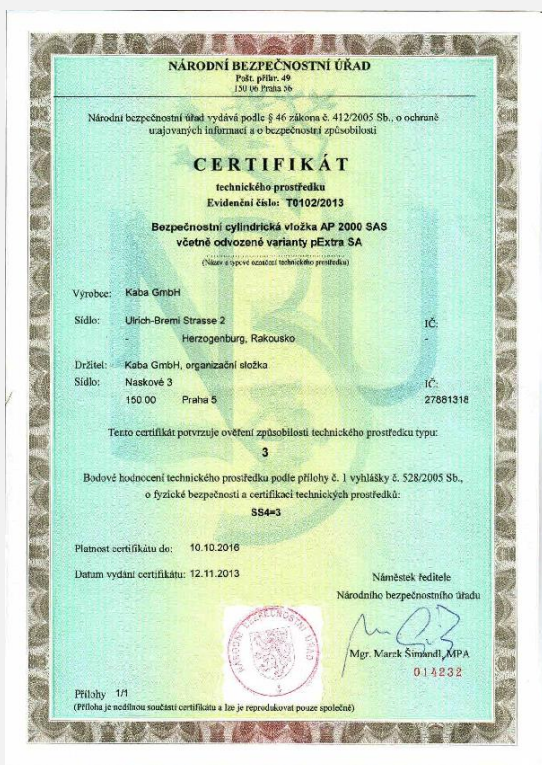 NÁRODNÍ BEZPEČNOSTNÍ ÚŘAD
Pošt. přihr. 49
150 06 Praha 56
Národní bezpečnostní úřad vydává podle § 46 zákona č. 412/2005 Sb., o ochraně
utajovaných informací a o bezpečnostní způsobilosti
CERTIFIKÁT
technického prostředku
Evidenční číslo: T0102/2013
Bezpečnostní cylindrická vložka AP 2000 SAS
včetně odvozené varianty pExtra SA
(Název a typové označení technického prostředku)
Výrobce: Kaba GmbH
Sídlo: Ulrich-Bremi Strasse 2 IČ:
- Herzogenburg, Rakousko -
Držitel: Kaba GmbH, organizační složka
Sídlo: Naskové 3 IČ:
150 00 Praha 5 27881318
Tento certifikát potvrzuje ověření způsobilosti technického prostředku typu:
3
Bodové hodnocení technického prostředku podle přílohy č. 1 vyhlášky č. 528/2005 Sb.,
o fyzické bezpečnosti a certifikaci technických prostředků:
SS4=3
Platnost certifikátu do: 10.10.2016
Datum vydání certifikátu: 12.11.2013
Náměstek ředitele
Národního bezpečnostního úřadu
NÁRODNÍ BEZPEČNOSTNÍ ÚŘAD
Mgr. Marek Šimandl, MPA
014232
Přílohy 1/1
(Příloha je nedílnou součástí certifikátu a lze je reprodukovat pouze společně)